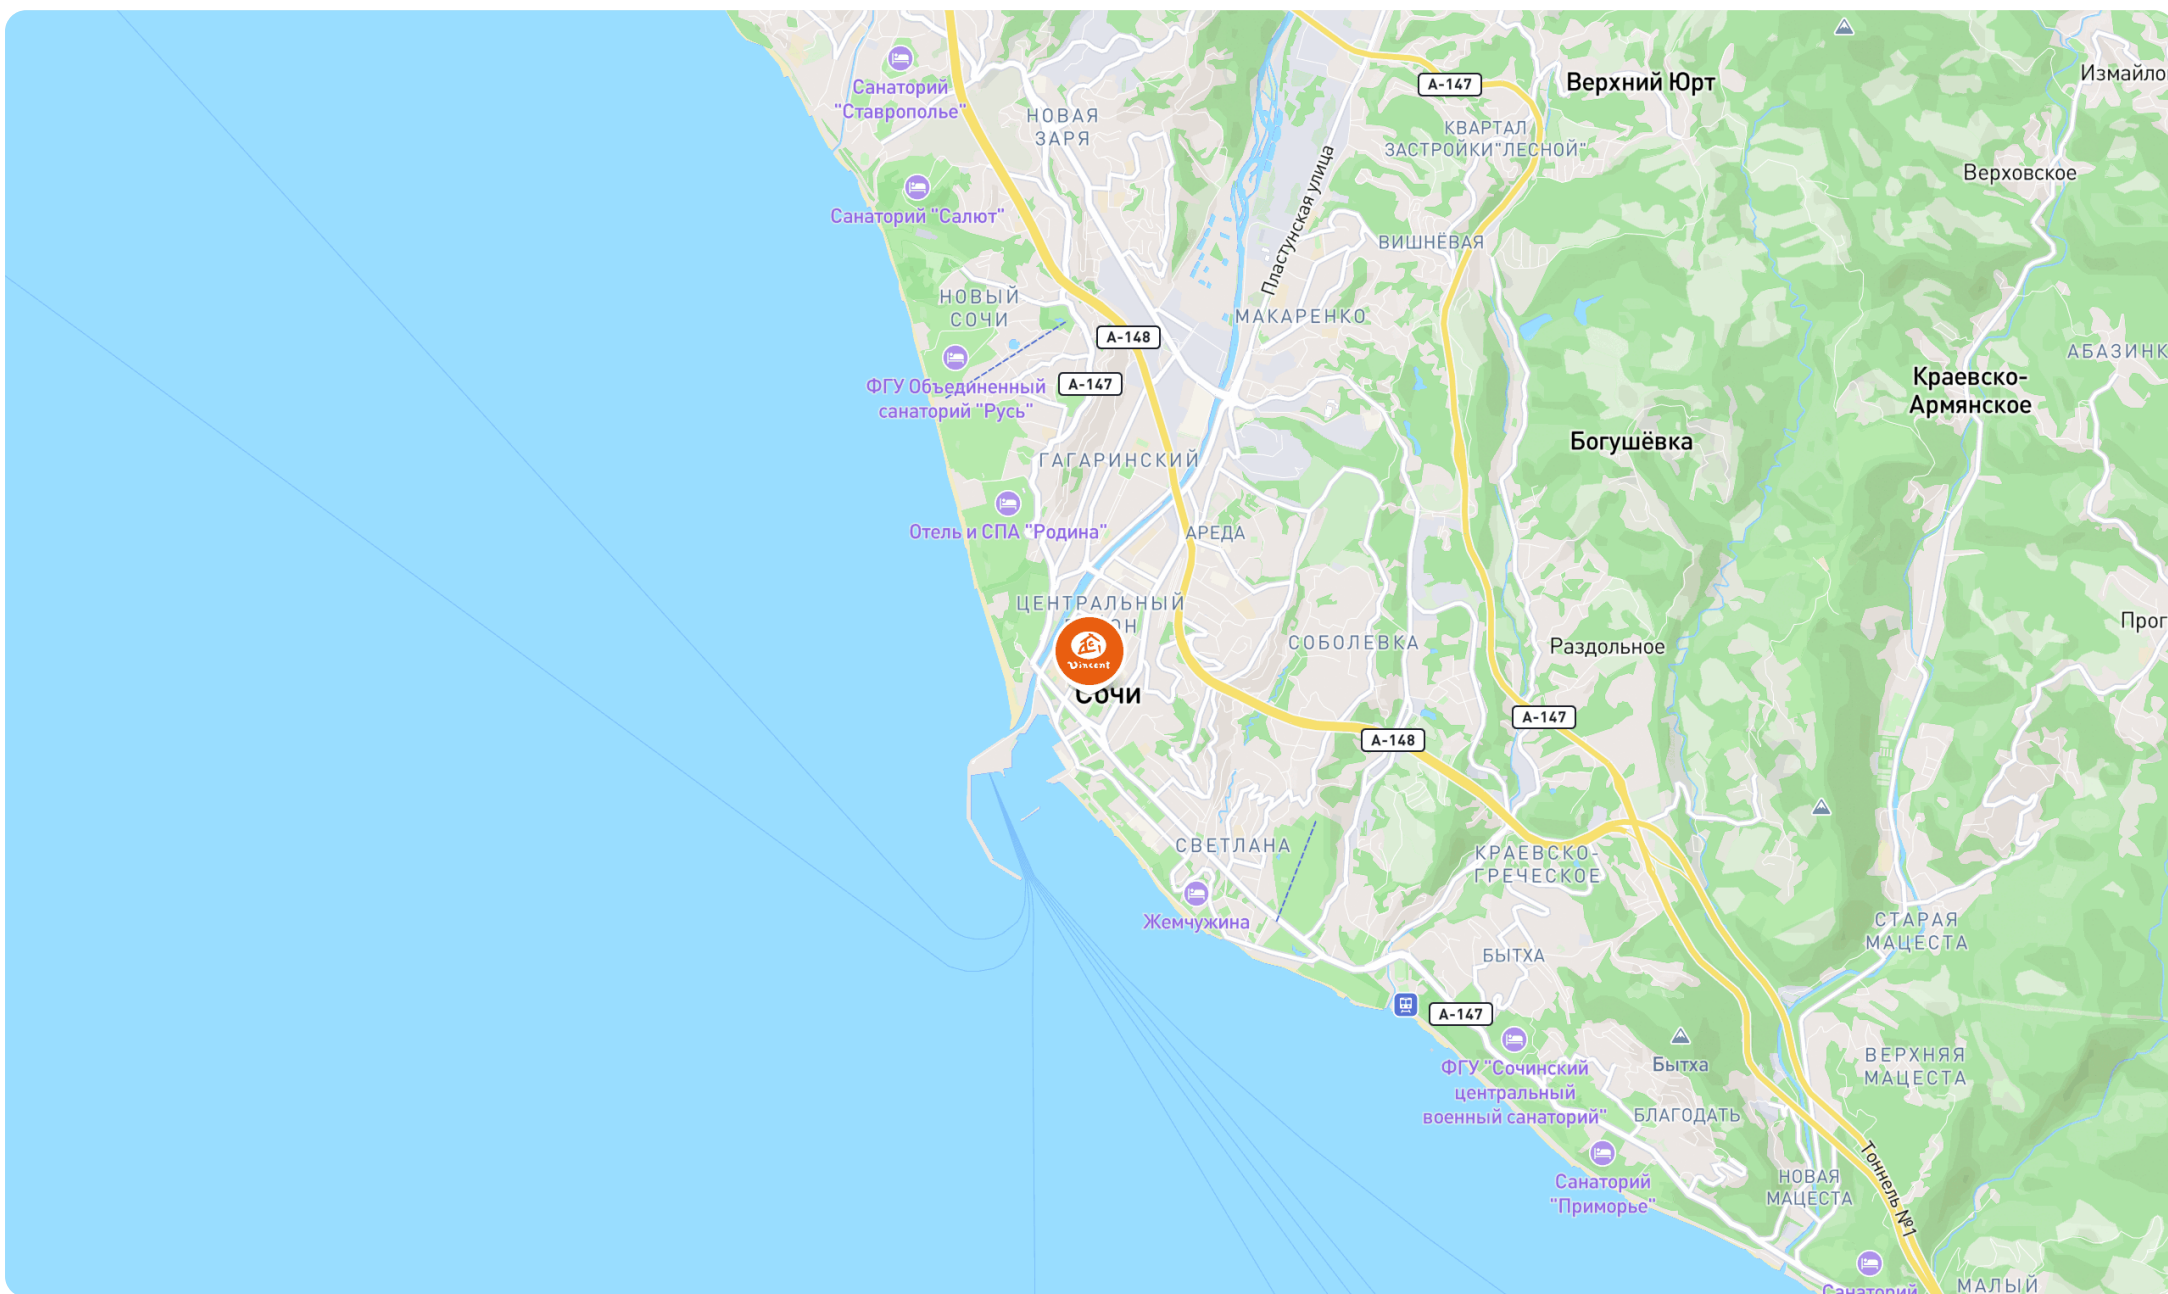 Санаторий
"Ставрополье"
НОВАЯ
ЗАРЯ
А-147
Верхний Юрт
Измайло
КВАРТАЛ
ЗАСТРОЙКИ"ЛЕСНОЙ"
Верховское
Санаторий "Салют"
Пластунская улица
ВИШНЁВАЯ
НОВЫЙ
СОЧИ
МАКАРЕНКО
А-148
АБАЗИНК
А-147
ФГУ Объединенный
санаторий "Русь"
Краевско-
Армянское
Богушёвка
ГАГАРИНСКИЙ
Отель и СПА "Родина"
АРЕДА
ЦЕНТРАЛЬНЫЙ
ОН
Прог
Vincent
СОБОЛЕВКА
Раздольное
Сочи
А-147
А-148
СВЕТЛАНА
КРАЕВСКО-
ГРЕЧЕСКОЕ
Жемчужина
СТАРАЯ
МАЦЕСТА
БЫТХА
А-147
ФГУ "Сочинский
центральный
военный санаторий"
Бытха
ВЕРХНЯЯ
МАЦЕСТА
БЛАГОДАТЬ
Санаторий
"Приморье"
НОВАЯ
МАЦЕСТА
Тоннель №1
Санаторий
МАЛЫЙ